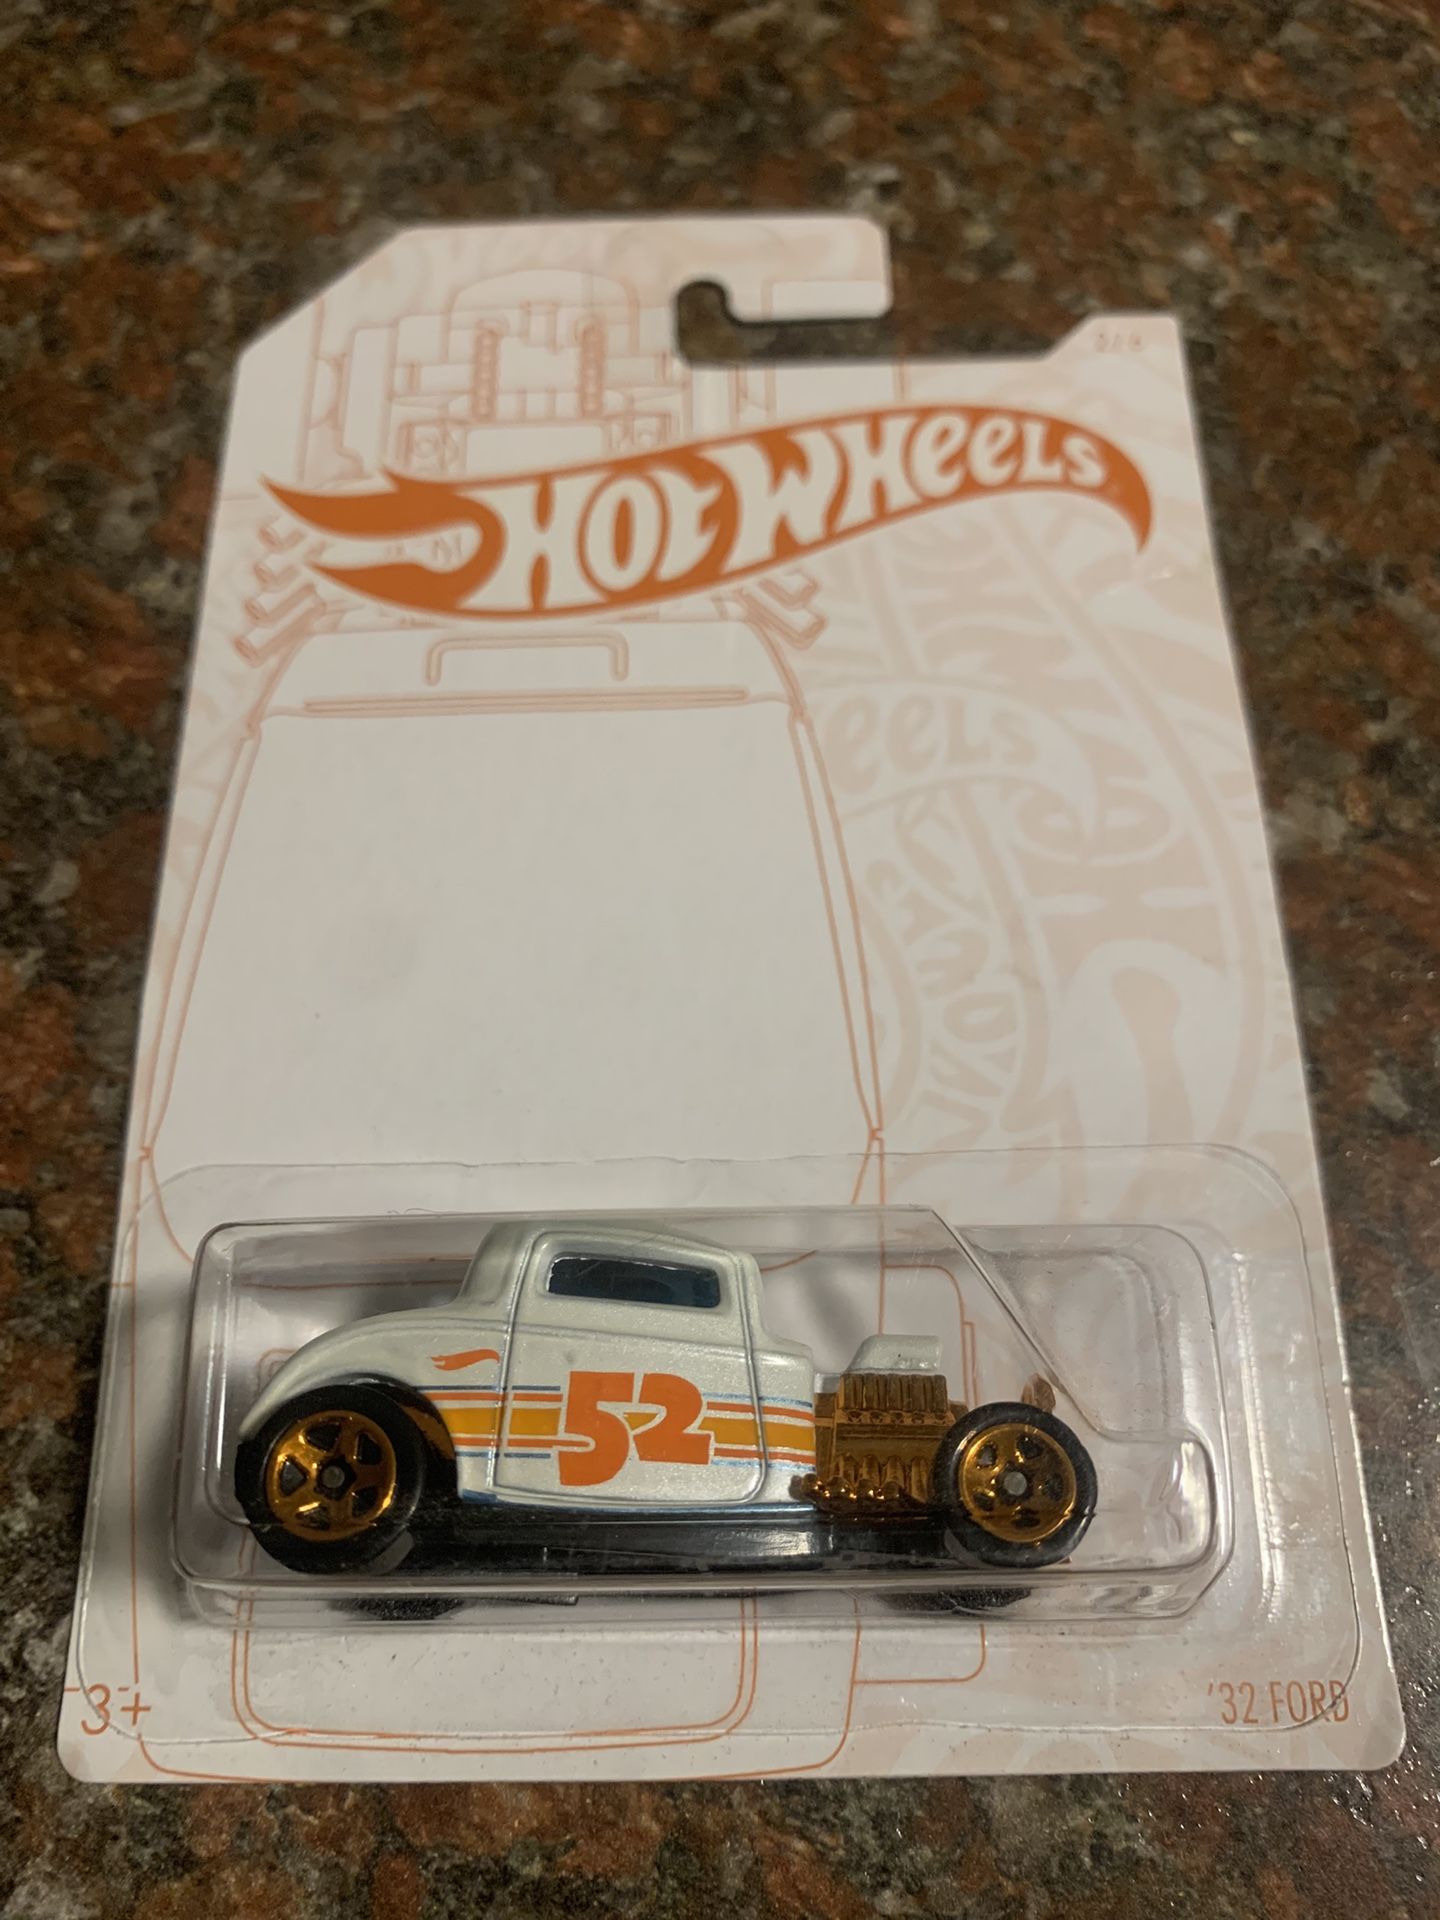 HOT WHEELS
52
3+
'32 FORD